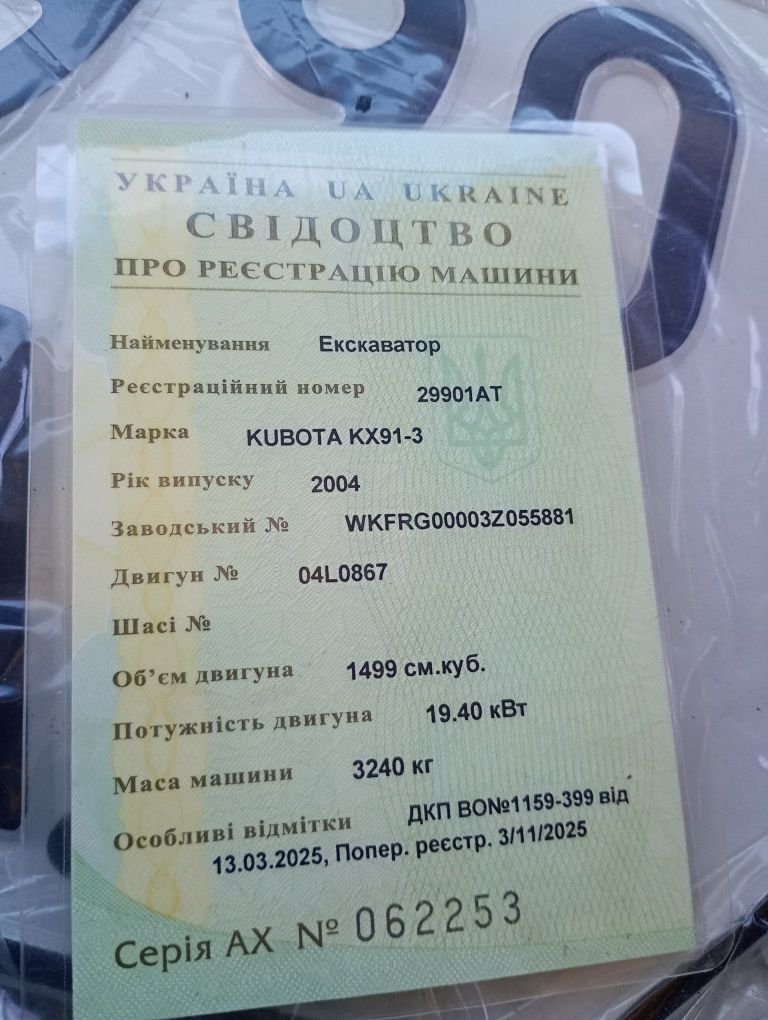 УКРАЇНА UA UKRAINE
СВІДОЦТВО
ПРО РЕЄСТРАЦІЮ МАШИНИ
Найменування Екскаватор
Реєстраційний номер 29901АТ
Марка KUBOTA KX91-3
Рік випуску 2004
Заводський № WKFRG00003Z055881
Двигун № 04L0867
Шасі №
Об’єм двигуна 1499 см.куб.
Потужність двигуна 19.40 кВт
Маса машини 3240 кг
Особливі відмітки ДКП ВО№1159-399 від
13.03.2025, Попер. реєстр. 3/11/2025
Серія АХ № 062253